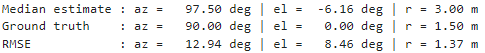 Median estimate : az =   97.50 deg | el =  -6.16 deg | r = 3.00 m
Ground truth    : az =   90.00 deg | el =   0.00 deg | r = 1.50 m
RMSE            : az =   12.94 deg | el =   8.46 deg | r = 1.37 m